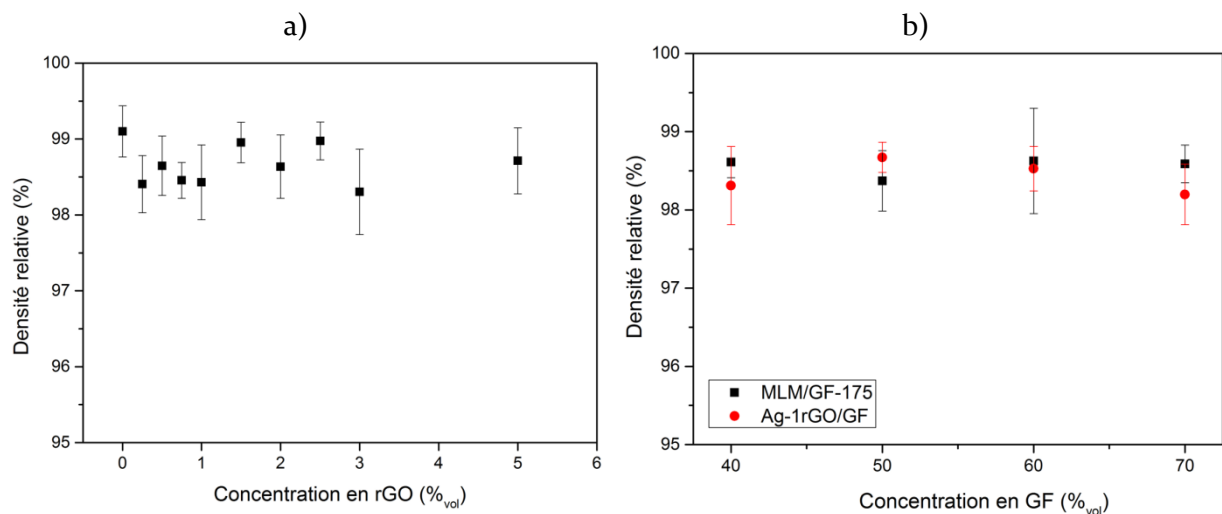 a)
100
99
98
97
96
95
Densité relative (%)
0 1 2 3 4 5 6
Concentration en rGO (%vol)
b)
100
99
98
97
96
95
Densité relative (%)
MLM/GF-175
Ag-1rGO/GF
40 50 60 70
Concentration en GF (%vol)